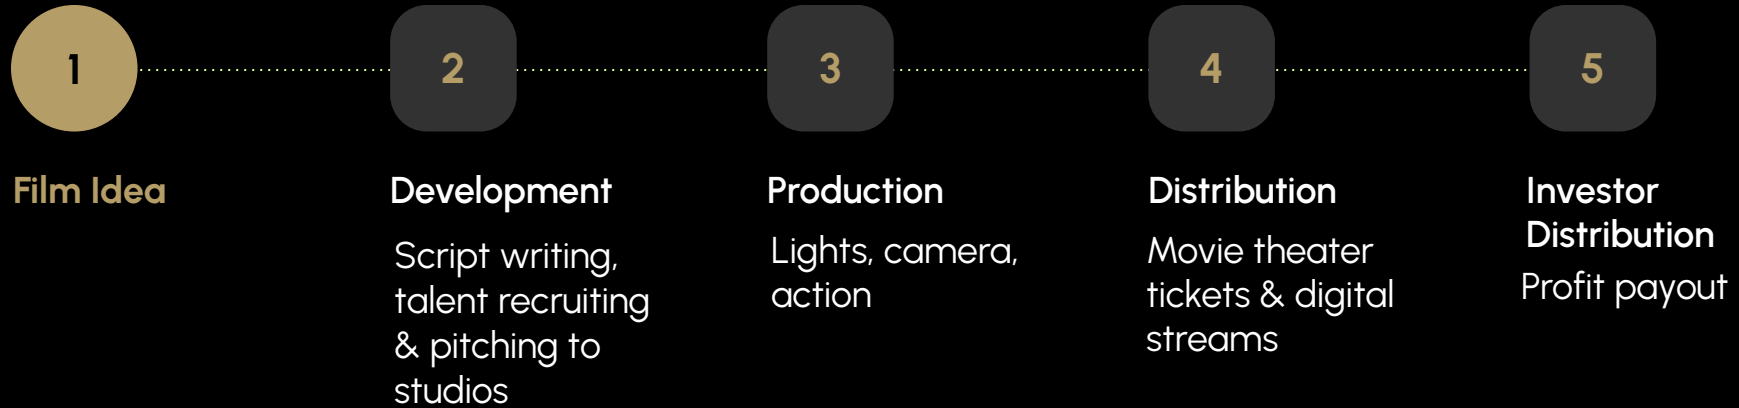 1
2
3
4
5
Film Idea
Development
Script writing,
talent recruiting
& pitching to
studios
Production
Lights, camera,
action
Distribution
Movie theater
tickets & digital
streams
Investor
Distribution
Profit payout